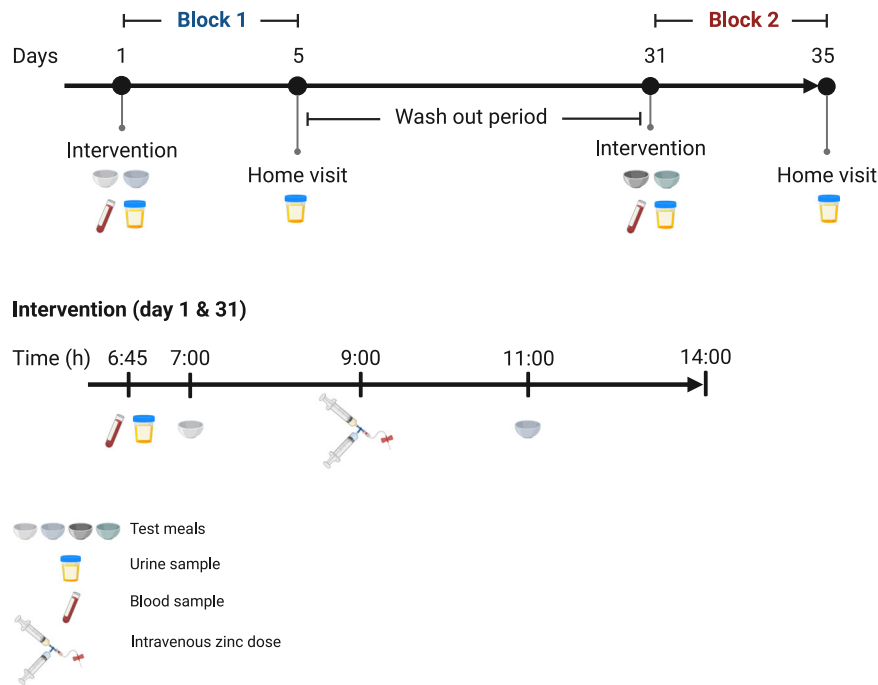 Block 1
Block 2
Days
1
5
31
35
Wash out period
Intervention
Home visit
Intervention
Home visit
Intervention (day 1 & 31)
Time (h)
6:45
7:00
9:00
11:00
14:00
Test meals
Urine sample
Blood sample
Intravenous zinc dose